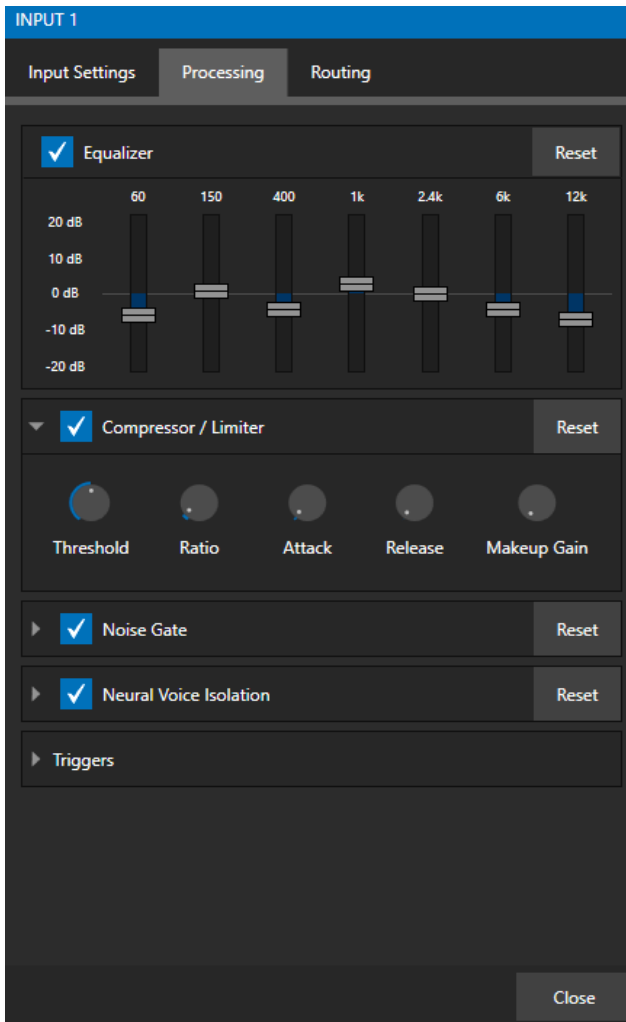 INPUT 1
Input Settings Processing Routing
Equalizer Reset
60 150 400 1k 2.4k 6k 12k
20 dB
10 dB
0 dB
-10 dB
-20 dB
Compressor / Limiter Reset
Threshold Ratio Attack Release Makeup Gain
Noise Gate Reset
Neural Voice Isolation Reset
Triggers
Close